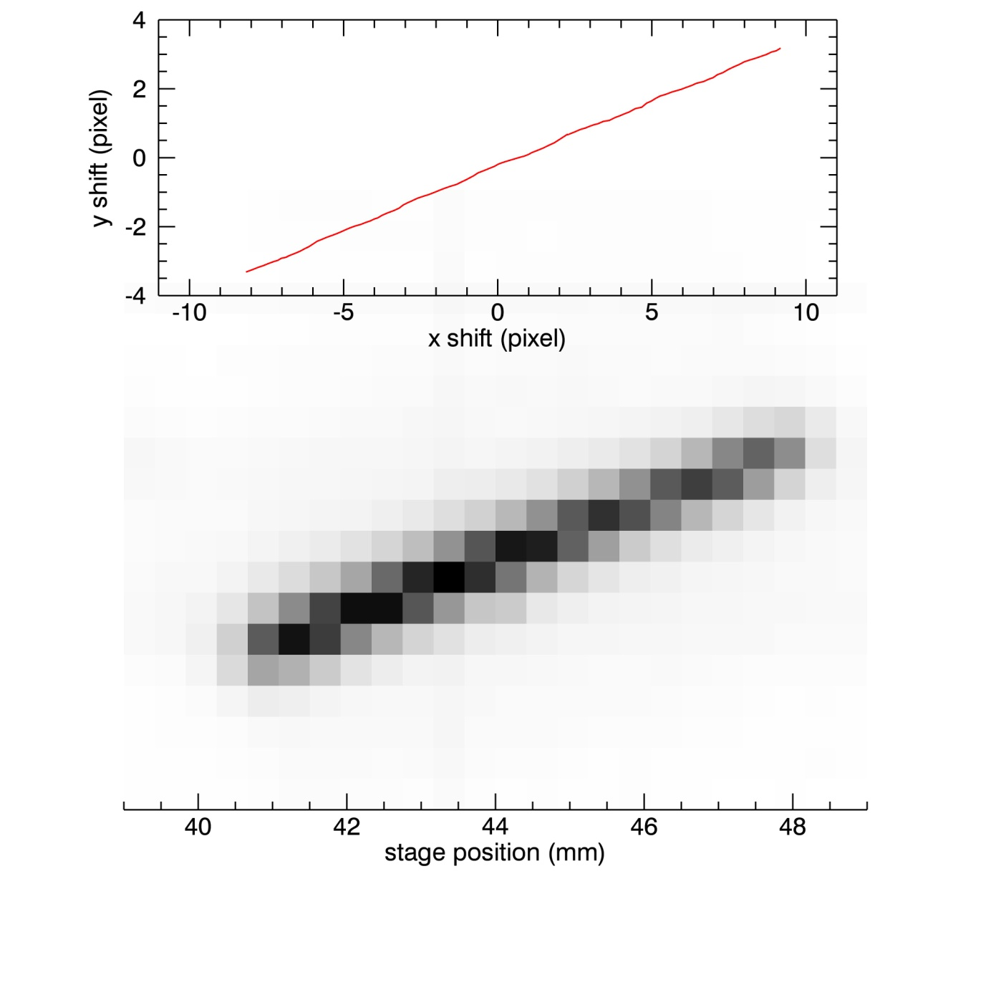 4
2
0
-2
-4
y shift (pixel)
-10 -5 0 5 10
x shift (pixel)
40 42 44 46 48
stage position (mm)